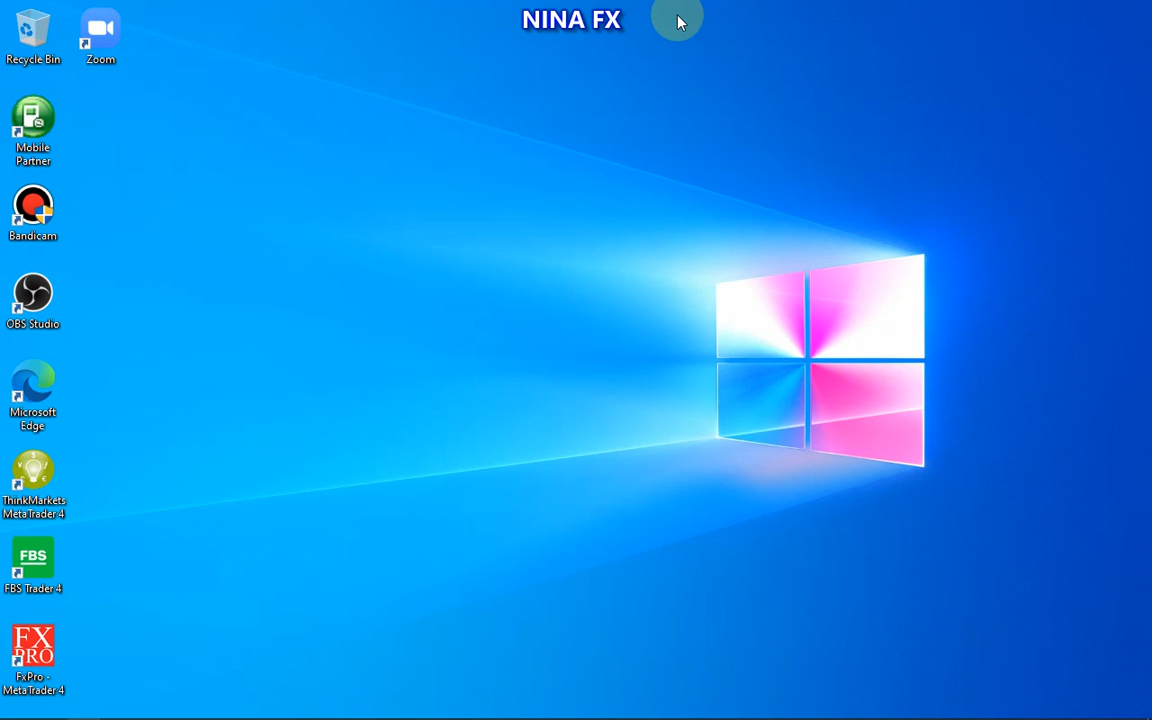 NINA FX
Recycle Bin
Zoom
Mobile
Partner
Bandicam
OBS Studio
Microsoft
Edge
ThinkMarkets
MetaTrader 4
FBS
FBS Trader 4
FX
PRO
FxPro -
MetaTrader 4